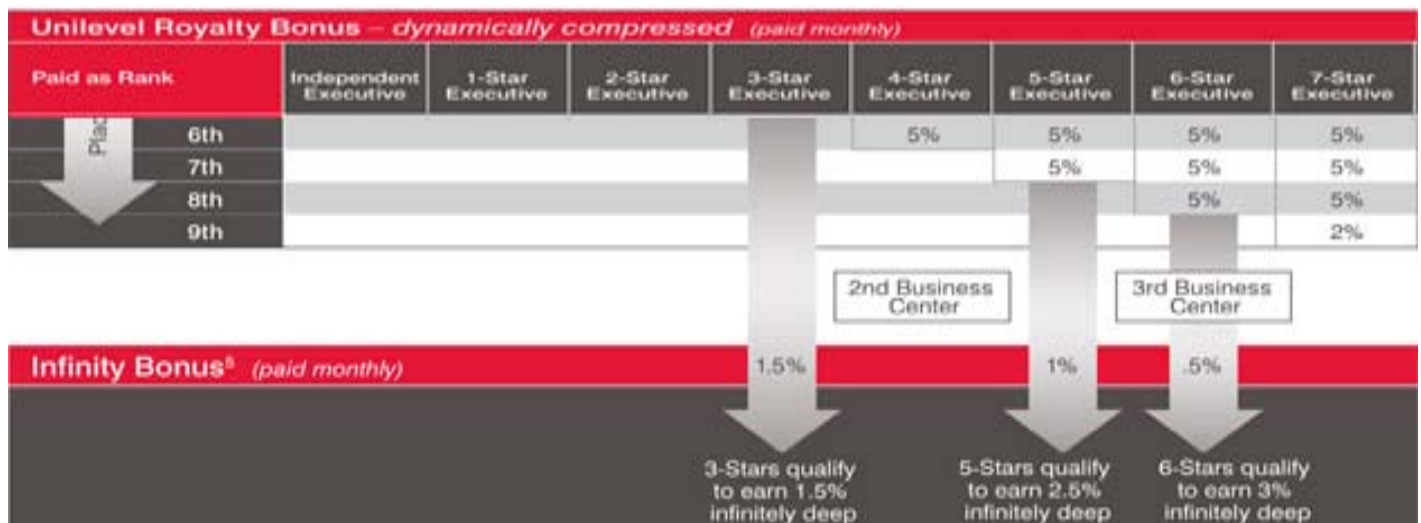 Unilevel Royalty Bonus – dynamically compressed (paid monthly)
Paid as Rank
Independent Executive
1-Star Executive
2-Star Executive
3-Star Executive
4-Star Executive
5-Star Executive
6-Star Executive
7-Star Executive
Plac
6th 5% 5% 5% 5%
7th 5% 5% 5%
8th 5% 5%
9th 2%
2nd Business
Center
3rd Business
Center
Infinity Bonus⁵ (paid monthly) 1.5% 1% .5%
3-Stars qualify
to earn 1.5%
infinitely deep
5-Stars qualify
to earn 2.5%
infinitely deep
6-Stars qualify
to earn 3%
infinitely deep